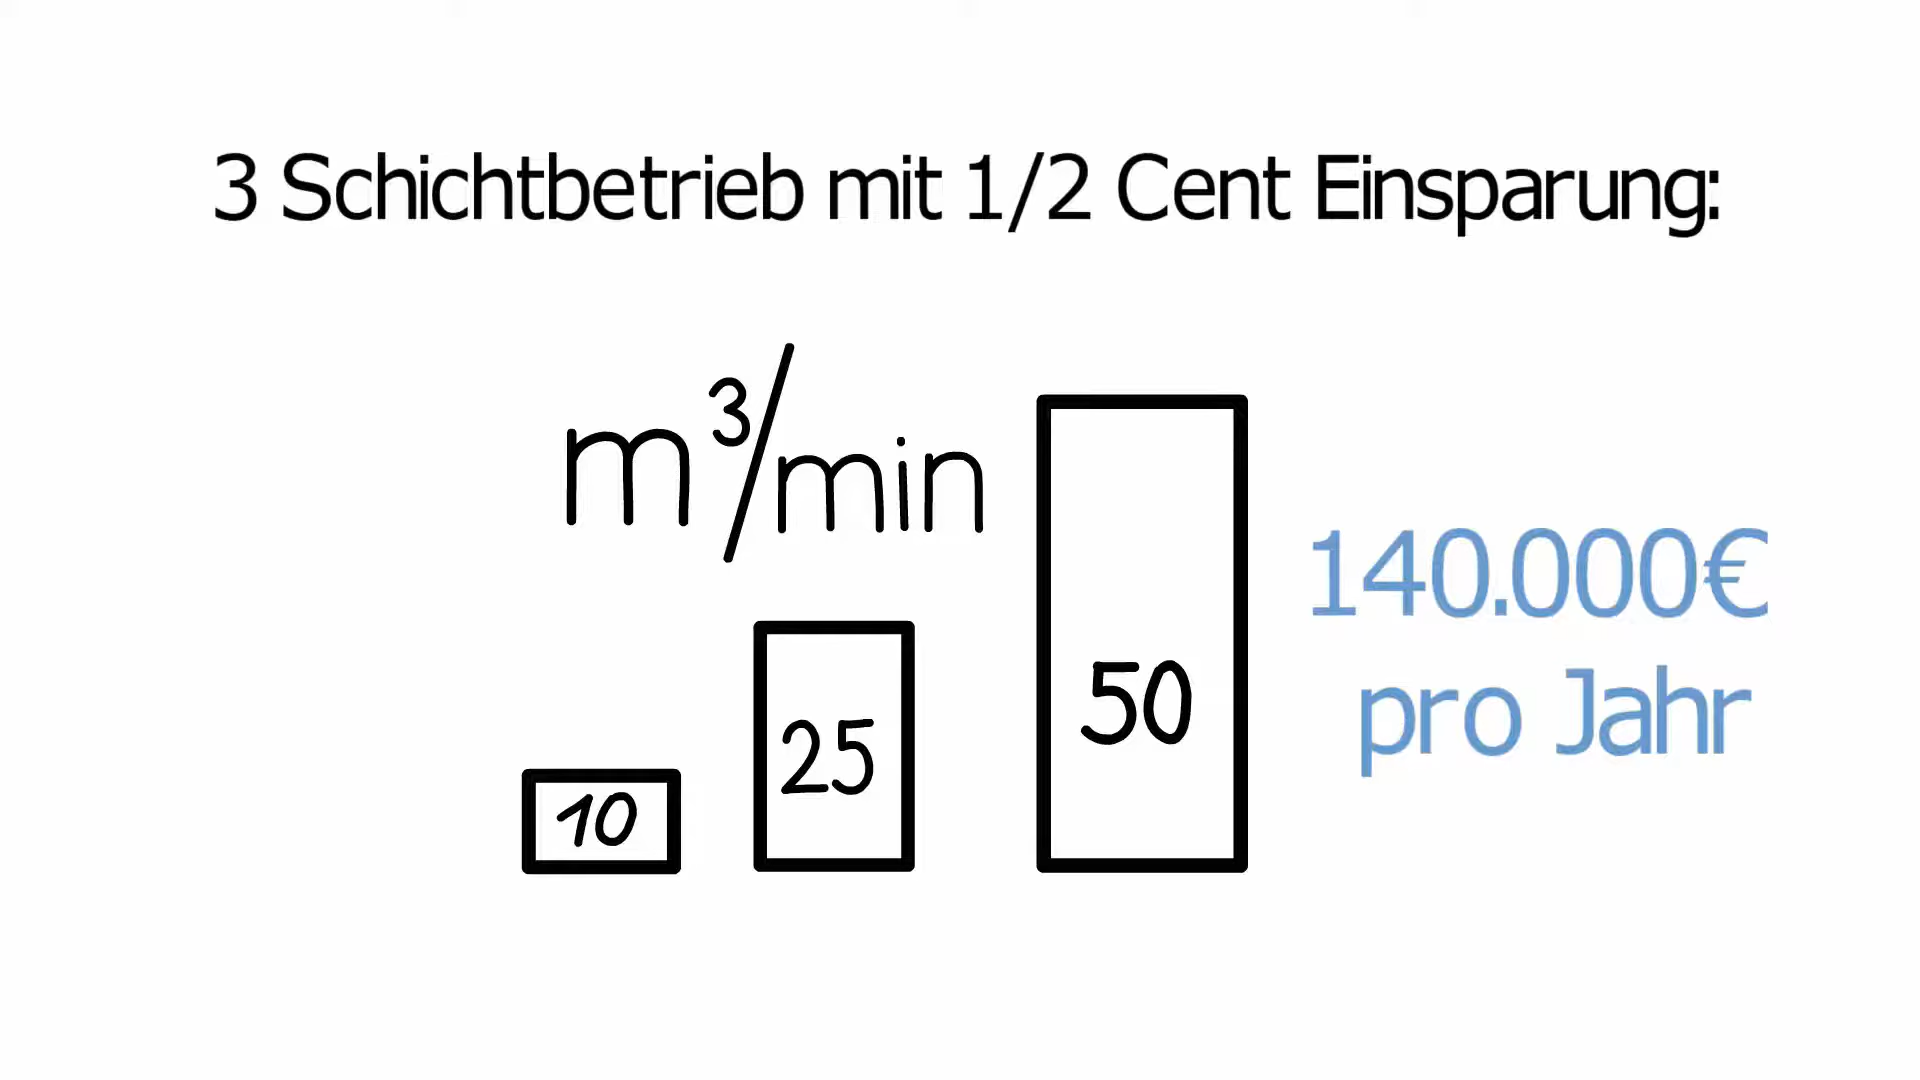 3 Schichtbetrieb mit 1/2 Cent Einsparung:
m³/min
10
25
50
140.000€
pro Jahr